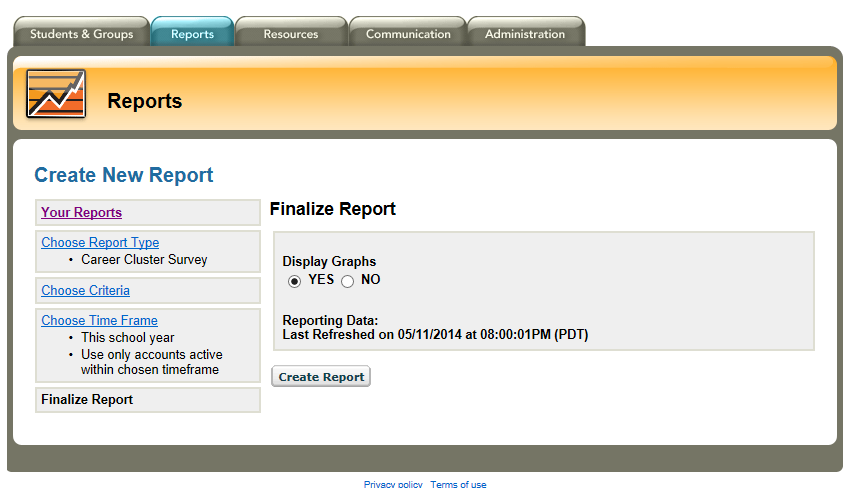 Students & Groups
Reports
Resources
Communication
Administration
Reports
Create New Report
Your Reports
Choose Report Type
• Career Cluster Survey
Choose Criteria
Choose Time Frame
• This school year
• Use only accounts active
within chosen timeframe
Finalize Report
Finalize Report
Display Graphs
YES NO
Reporting Data:
Last Refreshed on 05/11/2014 at 08:00:01PM (PDT)
Create Report
Privacy policy Terms of use